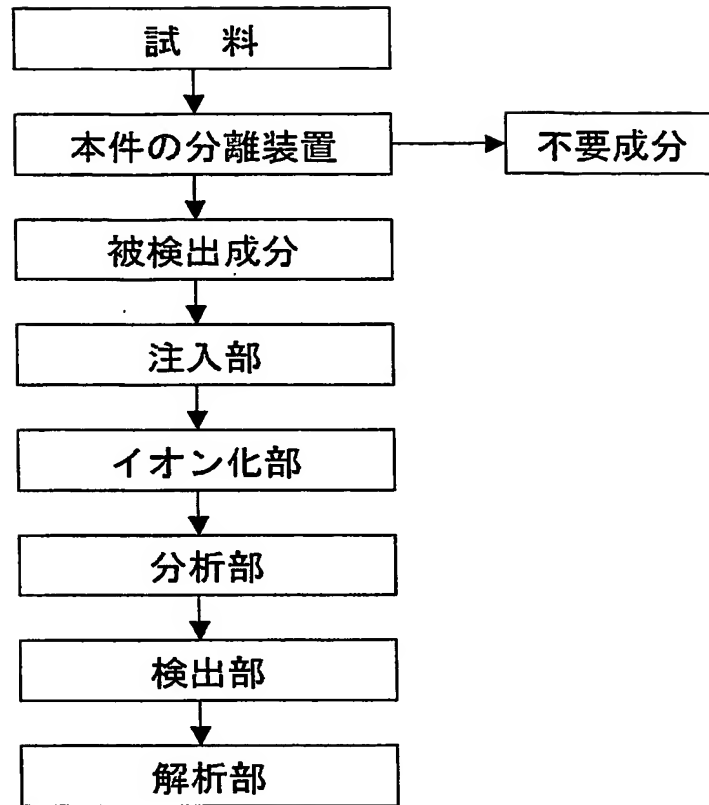 試 料
本件の分離装置
不要成分
被検出成分
注入部
イオン化部
分析部
検出部
解析部